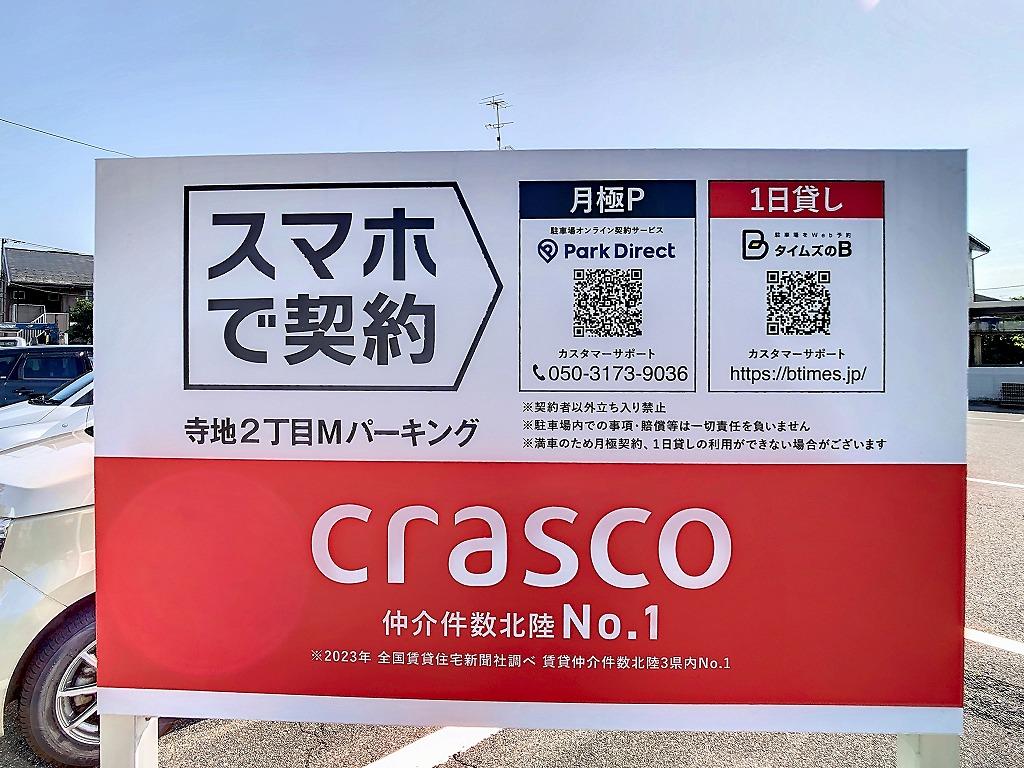 スマホ
で契約
寺地2丁目Mパーキング
月極P
駐車場オンライン契約サービス
Park Direct
カスタマーサポート
050-3173-9036
1日貸し
駐車場をWeb予約
B タイムズのB
カスタマーサポート
https://btimes.jp/
※契約者以外立ち入り禁止
※駐車場内での事項・賠償等は一切責任を負いません
※満車のため月極契約、1日貸しの利用ができない場合がございます
crasco
仲介件数北陸No.1
※2023年 全国賃貸住宅新聞社調べ 賃貸仲介件数北陸3県内No.1